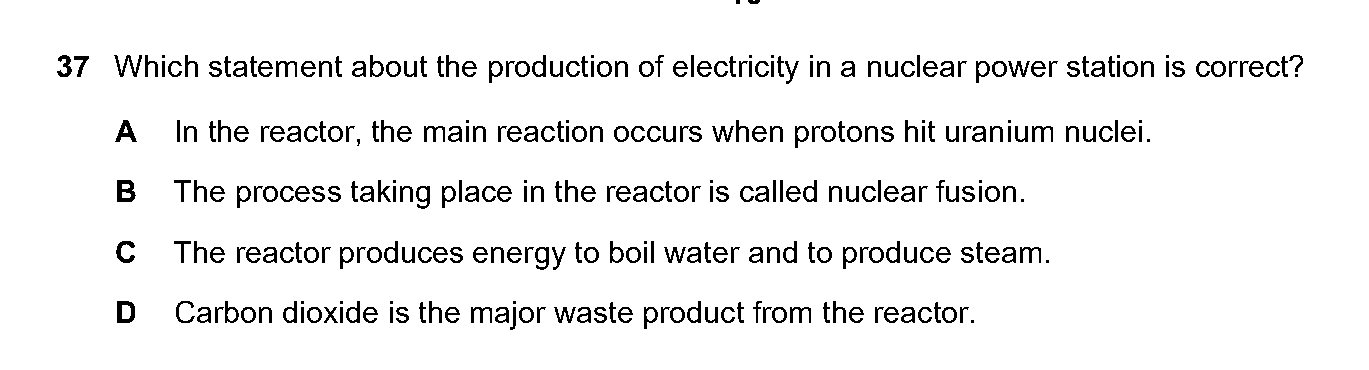 37 Which statement about the production of electricity in a nuclear power station is correct?
A In the reactor, the main reaction occurs when protons hit uranium nuclei.
B The process taking place in the reactor is called nuclear fusion.
C The reactor produces energy to boil water and to produce steam.
D Carbon dioxide is the major waste product from the reactor.